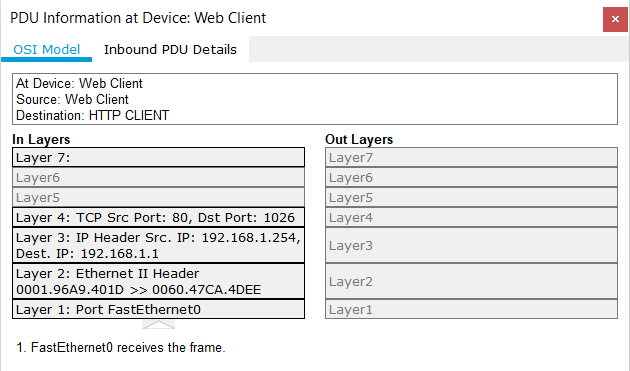 PDU Information at Device: Web Client
OSI Model Inbound PDU Details
At Device: Web Client
Source: Web Client
Destination: HTTP CLIENT
In Layers
Layer 7:
Layer6
Layer5
Layer 4: TCP Src Port: 80, Dst Port: 1026
Layer 3: IP Header Src. IP: 192.168.1.254,
Dest. IP: 192.168.1.1
Layer 2: Ethernet II Header
0001.96A9.401D >> 0060.47CA.4DEE
Layer 1: Port FastEthernet0
Out Layers
Layer7
Layer6
Layer5
Layer4
Layer3
Layer2
Layer1
1. FastEthernet0 receives the frame.